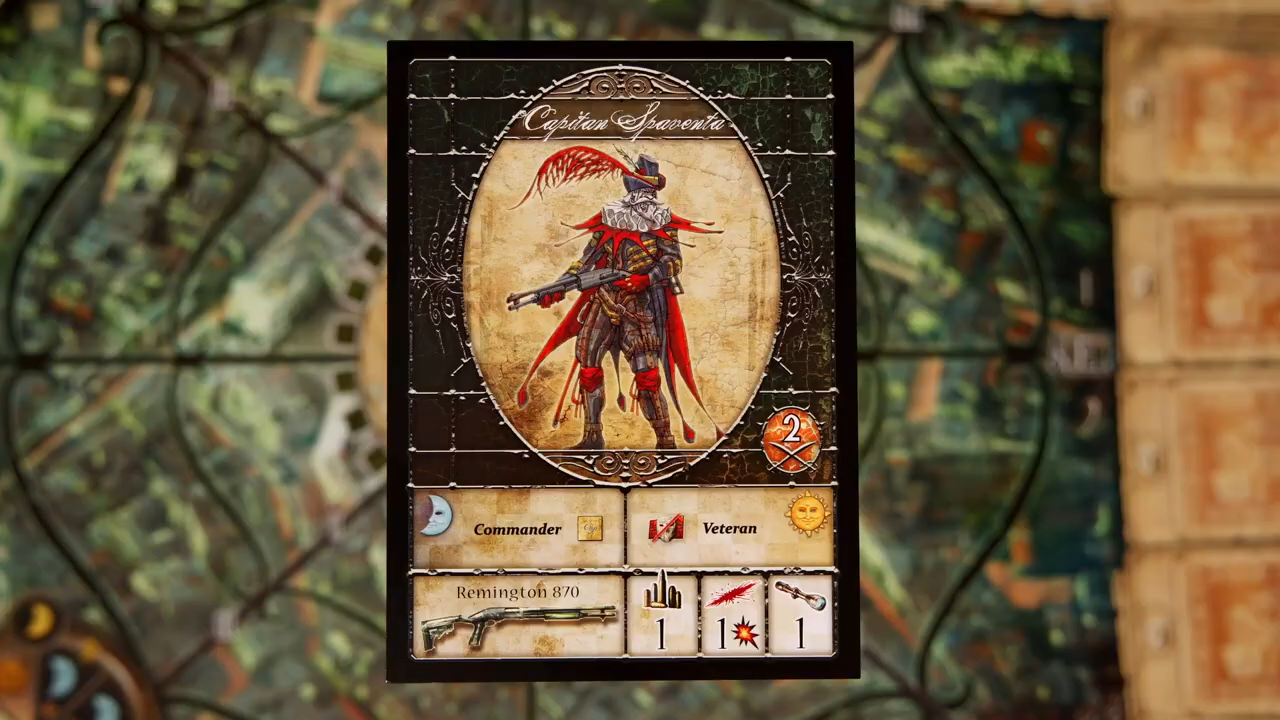 Capitan Spaventa
2
Commander
Veteran
Remington 870
1
1
1